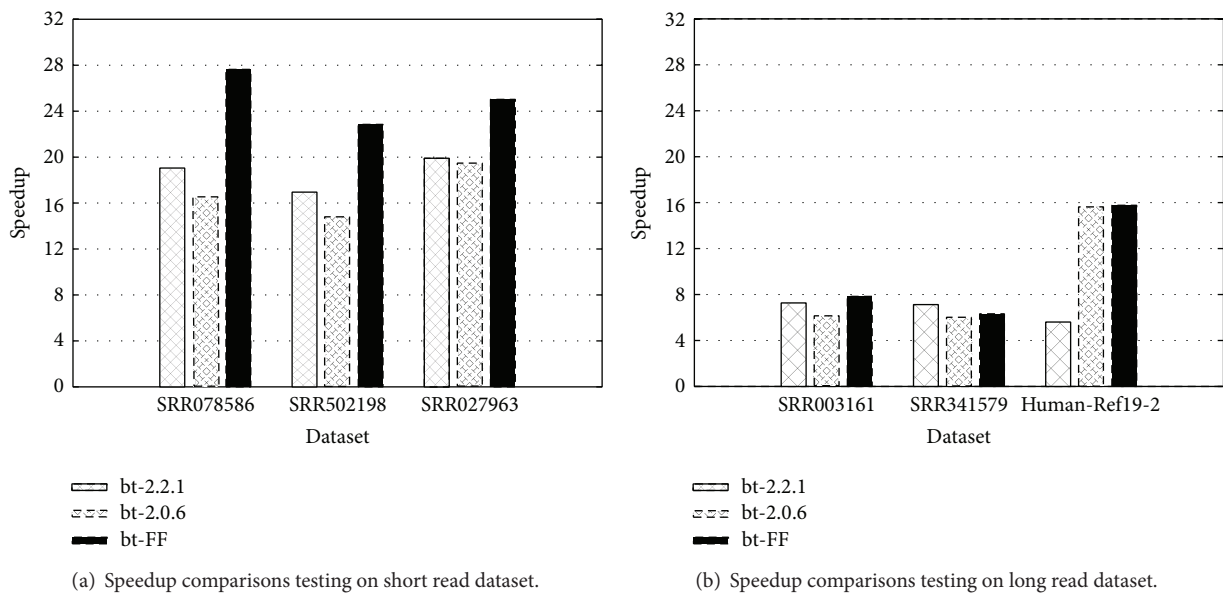 32
28
24
20
16
12
8
4
0
Speedup
SRR078586 SRR502198 SRR027963
Dataset
bt-2.2.1
bt-2.0.6
bt-FF
(a) Speedup comparisons testing on short read dataset.
32
28
24
20
16
12
8
4
0
Speedup
SRR003161 SRR341579 Human-Ref19-2
Dataset
bt-2.2.1
bt-2.0.6
bt-FF
(b) Speedup comparisons testing on long read dataset.